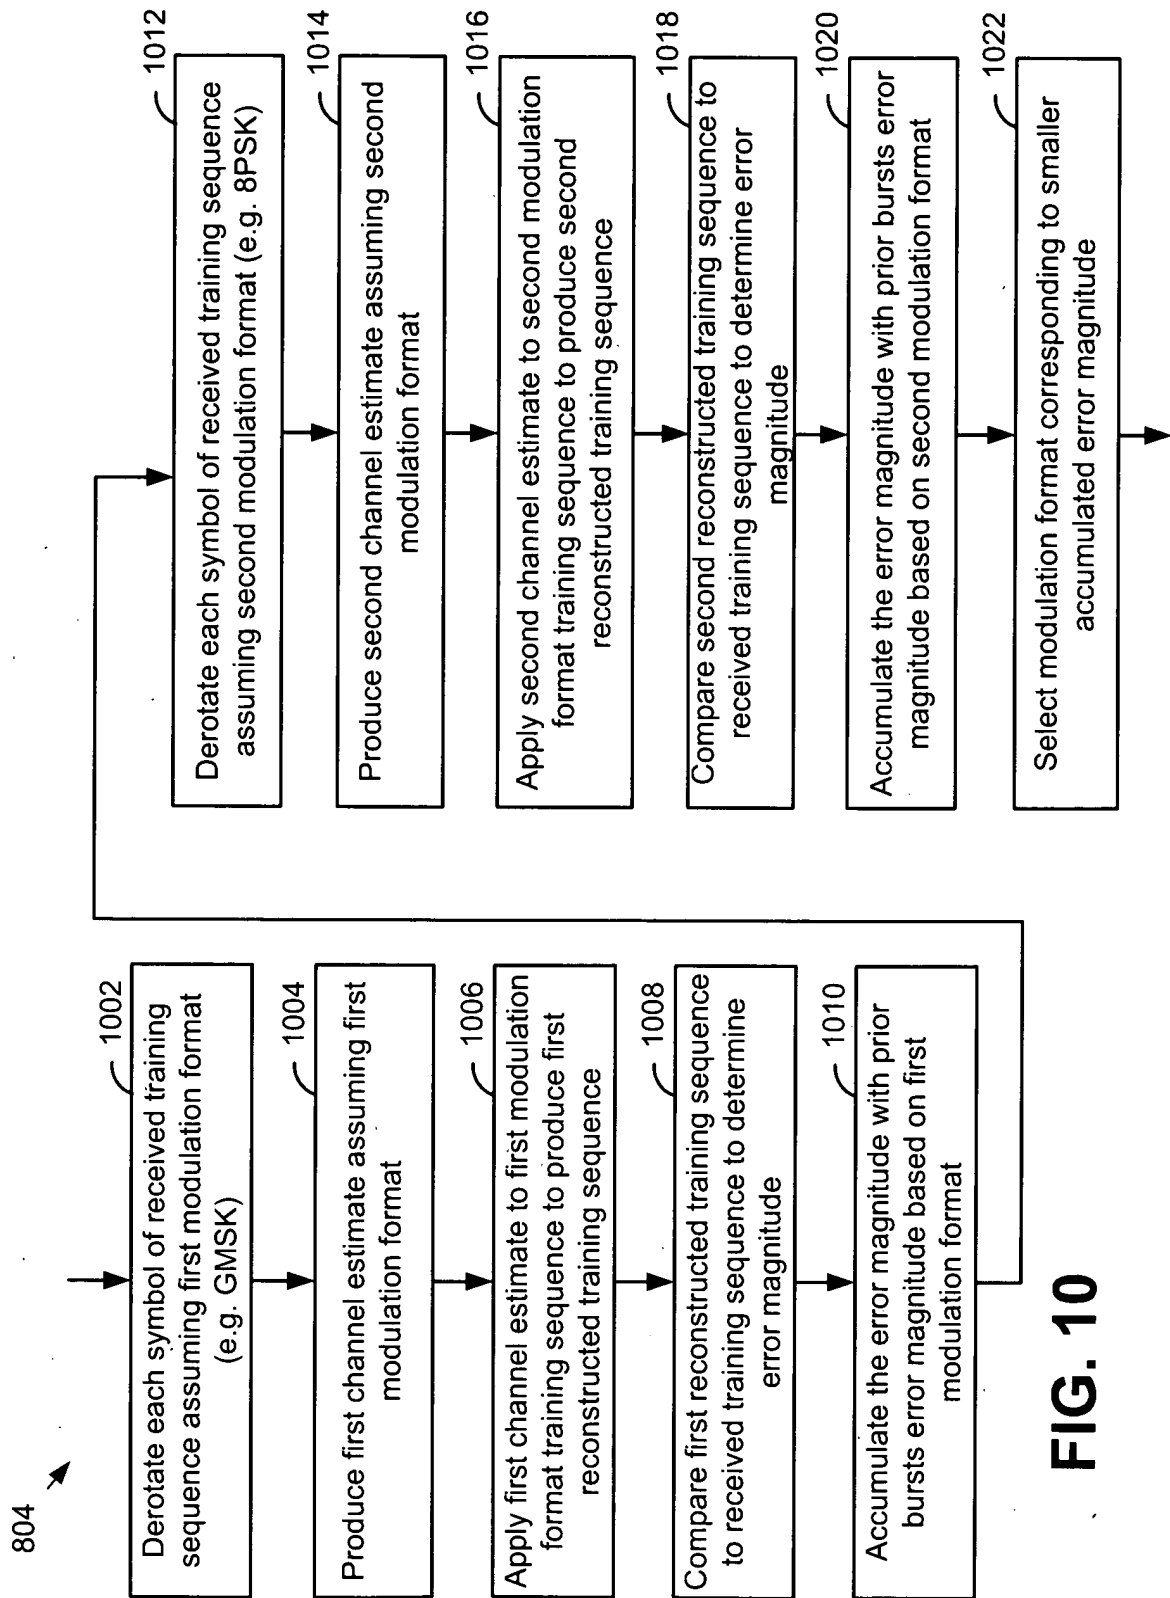 804
1002
Derotate each symbol of received training
sequence assuming first modulation format
(e.g. GMSK)
1004
Produce first channel estimate assuming first
modulation format
1006
Apply first channel estimate to first modulation
format training sequence to produce first
reconstructed training sequence
1008
Compare first reconstructed training sequence
to received training sequence to determine
error magnitude
1010
Accumulate the error magnitude with prior
bursts error magnitude based on first
modulation format
1012
Derotate each symbol of received training sequence
assuming second modulation format (e.g. 8PSK)
1014
Produce second channel estimate assuming second
modulation format
1016
Apply second channel estimate to second modulation
format training sequence to produce second
reconstructed training sequence
1018
Compare second reconstructed training sequence to
received training sequence to determine error
magnitude
1020
Accumulate the error magnitude with prior bursts error
magnitude based on second modulation format
1022
Select modulation format corresponding to smaller
accumulated error magnitude
FIG. 10